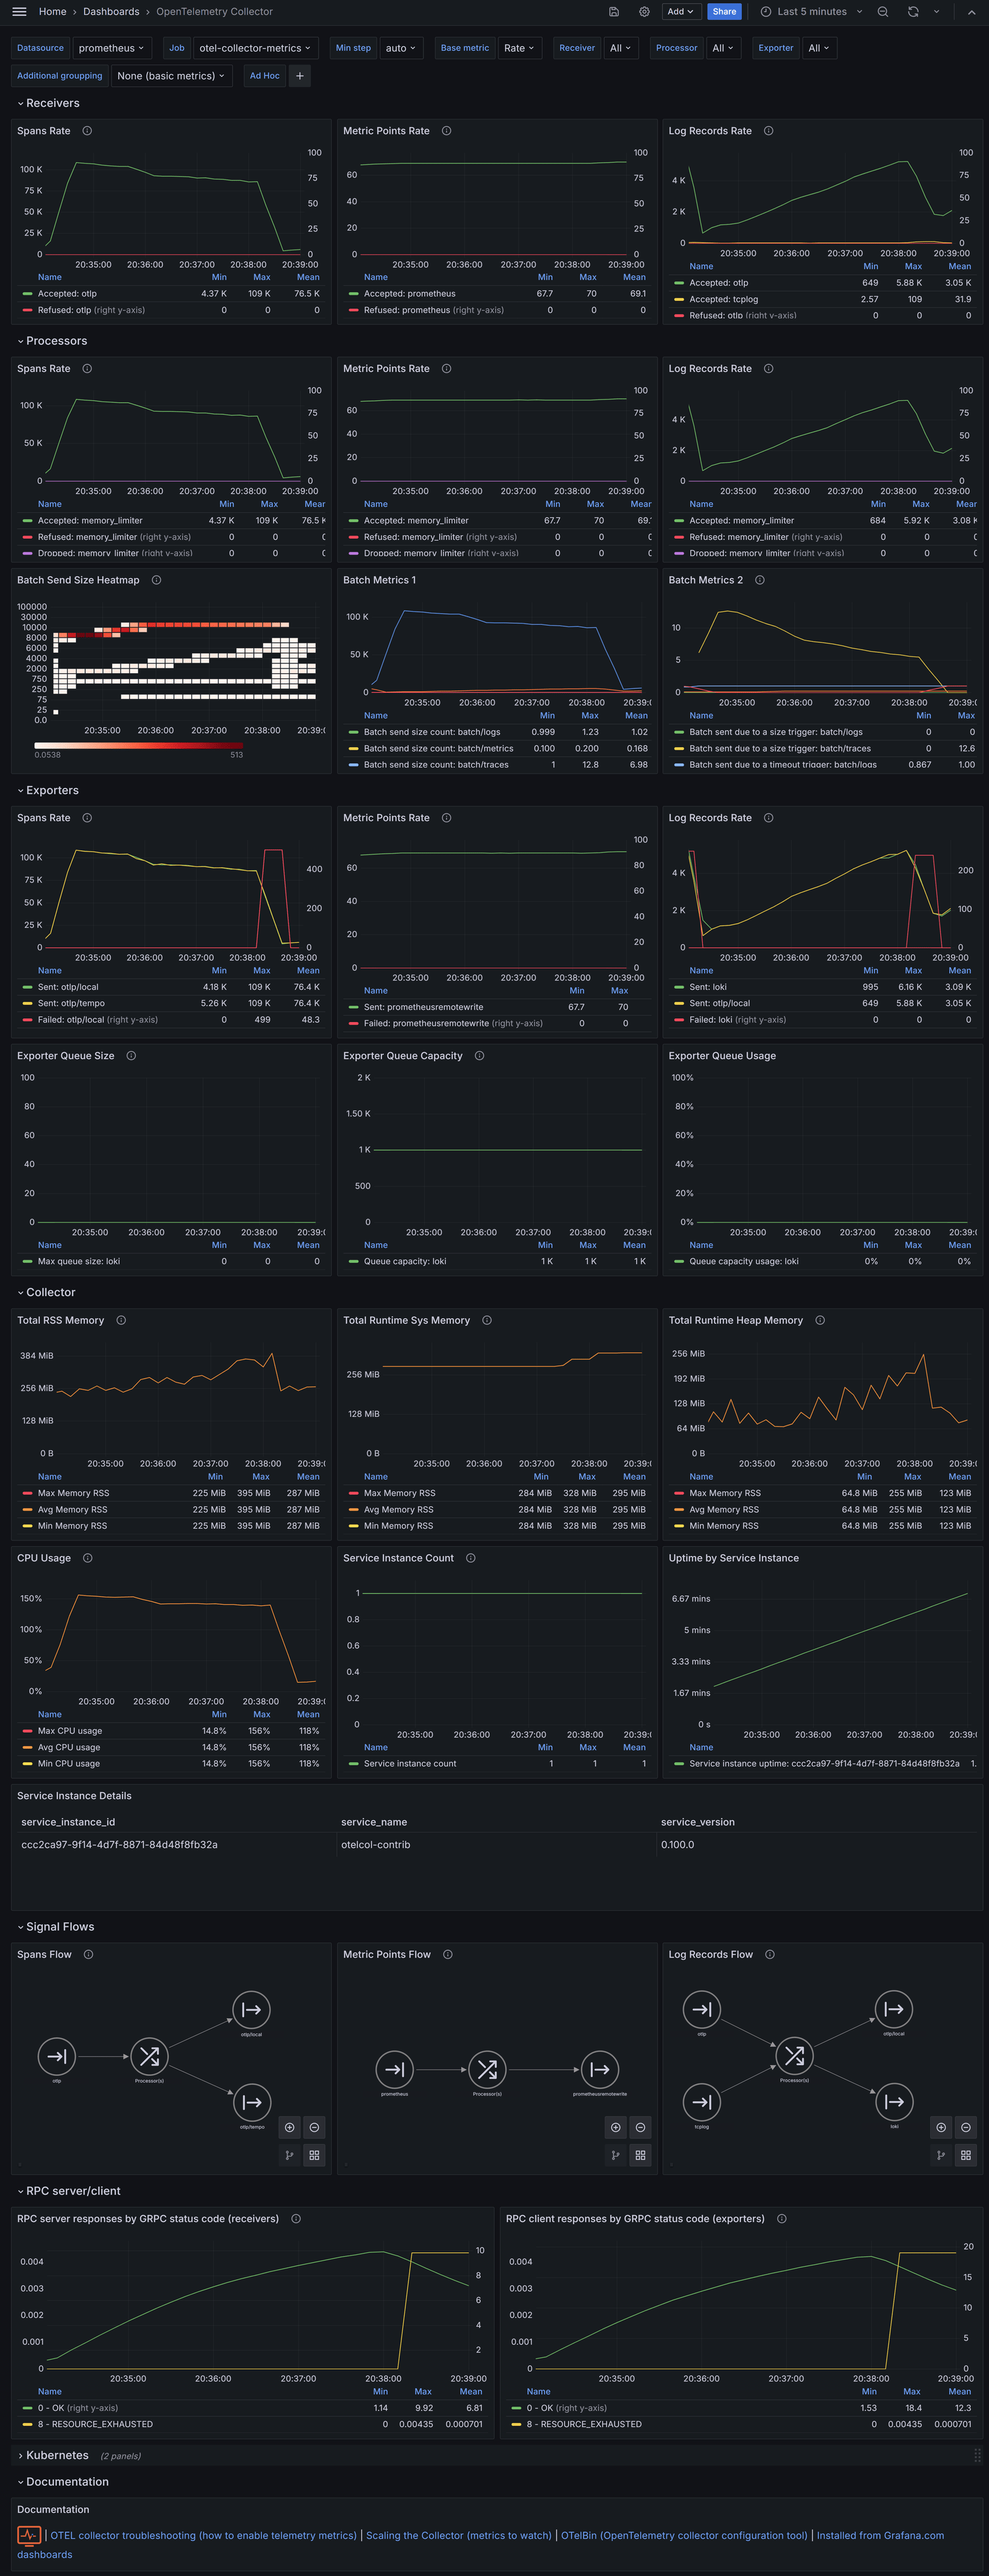 Home › Dashboards › OpenTelemetry Collector Add Share Last 5 minutes
Datasource prometheus Job otel-collector-metrics Min step auto Base metric Rate Receiver All Processor All Exporter All
Additional groupping None (basic metrics) Ad Hoc +
Receivers
Spans Rate
100 K
75 K
50 K
25 K
0
100
75
50
25
0
20:35:00 20:36:00 20:37:00 20:38:00 20:39:00
Name Min Max Mean
Accepted: otlp 4.37 K 109 K 76.5 K
Refused: otlp (right y-axis) 0 0 0
Metric Points Rate
60
40
20
0
100
75
50
25
0
20:35:00 20:36:00 20:37:00 20:38:00 20:39:00
Name Min Max Mean
Accepted: prometheus 67.7 70 69.1
Refused: prometheus (right y-axis) 0 0 0
Log Records Rate
4 K
2 K
0
100
75
50
25
0
20:35:00 20:36:00 20:37:00 20:38:00 20:39:00
Name Min Max Mean
Accepted: otlp 649 5.88 K 3.05 K
Accepted: tcplog 2.57 109 31.9
Refused: otlp (right y-axis) 0 0 0
Processors
Spans Rate
100 K
50 K
0
100
75
50
25
0
20:35:00 20:36:00 20:37:00 20:38:00 20:39:00
Name Min Max Mean
Accepted: memory_limiter 4.37 K 109 K 76.5 K
Refused: memory_limiter (right y-axis) 0 0
Dropped: memory_limiter (right y-axis) 0 0
Metric Points Rate
60
40
20
0
100
75
50
25
0
20:35:00 20:36:00 20:37:00 20:38:00 20:39:00
Name Min Max Mean
Accepted: memory_limiter 67.7 70 69.
Refused: memory_limiter (right y-axis) 0 0
Dropped: memory_limiter (right y-axis) 0 0
Log Records Rate
4 K
2 K
0
100
75
50
25
0
20:35:00 20:36:00 20:37:00 20:38:00 20:39:00
Name Min Max Mean
Accepted: memory_limiter 684 5.92 K 3.08 K
Refused: memory_limiter (right y-axis) 0 0
Dropped: memory_limiter (right y-axis) 0 0
Batch Send Size Heatmap
100000
30000
10000
8000
6000
4000
2000
750
250
75
25
0.0
20:35:00 20:36:00 20:37:00 20:38:00 20:39:0
0.0538 513
Batch Metrics 1
100 K
50 K
0
20:35:00 20:36:00 20:37:00 20:38:00 20:39:0
Name Min Max Mean
Batch send size count: batch/logs 0.999 1.23 1.02
Batch send size count: batch/metrics 0.100 0.200 0.168
Batch send size count: batch/traces 1 12.8 6.98
Batch Metrics 2
10
5
0
20:35:00 20:36:00 20:37:00 20:38:00 20:39:0
Name Min Max
Batch sent due to a size trigger: batch/logs 0 0
Batch sent due to a size trigger: batch/traces 0 12.6
Batch sent due to a timeout trigger: batch/logs 0.867 1.00
Exporters
Spans Rate
100 K
75 K
50 K
25 K
0
400
200
0
20:35:00 20:36:00 20:37:00 20:38:00 20:39:00
Name Min Max Mean
Sent: otlp/local 4.18 K 109 K 76.4 K
Sent: otlp/tempo 5.26 K 109 K 76.4 K
Failed: otlp/local (right y-axis) 0 499 48.3
Metric Points Rate
60
40
20
0
100
80
60
40
20
0
20:35:00 20:36:00 20:37:00 20:38:00 20:39:00
Name Min Max
Sent: prometheusremotewrite 67.7 70
Failed: prometheusremotewrite (right y-axis) 0 0
Log Records Rate
4 K
2 K
0
200
100
0
20:35:00 20:36:00 20:37:00 20:38:00 20:39:00
Name Min Max Mean
Sent: loki 995 6.16 K 3.09 K
Sent: otlp/local 649 5.88 K 3.05 K
Failed: loki (right y-axis) 0 0 0
Exporter Queue Size
100
80
60
40
20
0
20:35:00 20:36:00 20:37:00 20:38:00 20:39:0
Name Min Max Mean
Max queue size: loki 0 0 0
Exporter Queue Capacity
2 K
1.50 K
1 K
500
0
20:35:00 20:36:00 20:37:00 20:38:00 20:39:0
Name Min Max Mean
Queue capacity: loki 1 K 1 K 1 K
Exporter Queue Usage
100%
80%
60%
40%
20%
0%
20:35:00 20:36:00 20:37:00 20:38:00 20:39:0
Name Min Max Mean
Queue capacity usage: loki 0% 0% 0%
Collector
Total RSS Memory
384 MiB
256 MiB
128 MiB
0 B
20:35:00 20:36:00 20:37:00 20:38:00 20:39:
Name Min Max Mean
Max Memory RSS 225 MiB 395 MiB 287 MiB
Avg Memory RSS 225 MiB 395 MiB 287 MiB
Min Memory RSS 225 MiB 395 MiB 287 MiB
Total Runtime Sys Memory
256 MiB
128 MiB
0 B
20:35:00 20:36:00 20:37:00 20:38:00 20:39:
Name Min Max Mean
Max Memory RSS 284 MiB 328 MiB 295 MiB
Avg Memory RSS 284 MiB 328 MiB 295 MiB
Min Memory RSS 284 MiB 328 MiB 295 MiB
Total Runtime Heap Memory
256 MiB
192 MiB
128 MiB
64 MiB
0 B
20:35:00 20:36:00 20:37:00 20:38:00 20:39:
Name Min Max Mean
Max Memory RSS 64.8 MiB 255 MiB 123 MiB
Avg Memory RSS 64.8 MiB 255 MiB 123 MiB
Min Memory RSS 64.8 MiB 255 MiB 123 MiB
CPU Usage
150%
100%
50%
0%
20:35:00 20:36:00 20:37:00 20:38:00 20:39:
Name Min Max Mean
Max CPU usage 14.8% 156% 118%
Avg CPU usage 14.8% 156% 118%
Min CPU usage 14.8% 156% 118%
Service Instance Count
1
0.8
0.6
0.4
0.2
0
20:35:00 20:36:00 20:37:00 20:38:00 20:39:
Name Min Max Mean
Service instance count 1 1 1
Uptime by Service Instance
6.67 mins
5 mins
3.33 mins
1.67 mins
0 s
20:35:00 20:36:00 20:37:00 20:38:00 20:39:
Name
Service instance uptime: ccc2ca97-9f14-4d7f-8871-84d48f8fb32a 1.
Service Instance Details
service_instance_id service_name service_version
ccc2ca97-9f14-4d7f-8871-84d48f8fb32a otelcol-contrib 0.100.0
Signal Flows
Spans Flow
otlp/local
otlp Processor(s)
otlp/tempo
Metric Points Flow
prometheus Processor(s) prometheusremotewrite
Log Records Flow
otlp otlp/local
Processor(s)
tcplog loki
RPC server/client
RPC server responses by GRPC status code (receivers)
0.004
0.003
0.002
0.001
0
10
8
6
4
2
20:35:00 20:36:00 20:37:00 20:38:00 20:39:00
Name Min Max Mean
0 - OK (right y-axis) 1.14 9.92 6.81
8 - RESOURCE_EXHAUSTED 0 0.00435 0.000701
RPC client responses by GRPC status code (exporters)
0.004
0.003
0.002
0.001
0
20
15
10
5
0
20:35:00 20:36:00 20:37:00 20:38:00 20:39:00
Name Min Max Mean
0 - OK (right y-axis) 1.53 18.4 12.3
8 - RESOURCE_EXHAUSTED 0 0.00435 0.000701
Kubernetes (2 panels)
Documentation
Documentation
| OTEL collector troubleshooting (how to enable telemetry metrics) | Scaling the Collector (metrics to watch) | OTelBin (OpenTelemetry collector configuration tool) | Installed from Grafana.com
dashboards